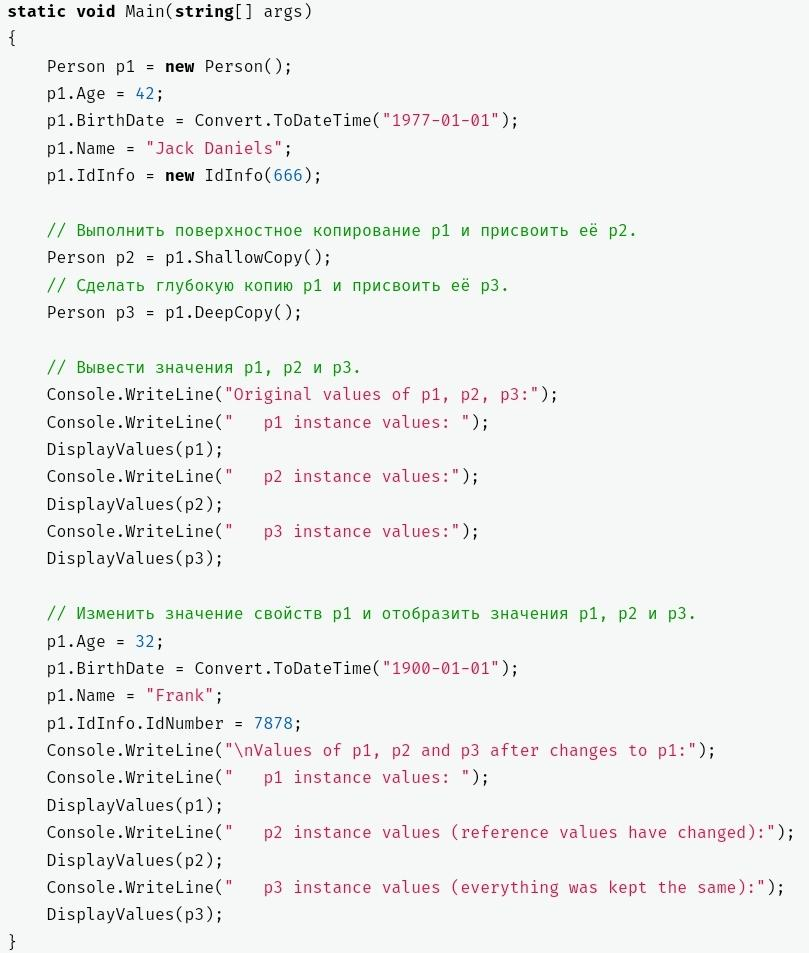 static void Main(string[] args)
{
    Person p1 = new Person();
    p1.Age = 42;
    p1.BirthDate = Convert.ToDateTime("1977-01-01");
    p1.Name = "Jack Daniels";
    p1.IdInfo = new IdInfo(666);

    // Выполнить поверхностное копирование p1 и присвоить её p2.
    Person p2 = p1.ShallowCopy();
    // Сделать глубокую копию p1 и присвоить её p3.
    Person p3 = p1.DeepCopy();

    // Вывести значения p1, p2 и p3.
    Console.WriteLine("Original values of p1, p2, p3:");
    Console.WriteLine("   p1 instance values: ");
    DisplayValues(p1);
    Console.WriteLine("   p2 instance values:");
    DisplayValues(p2);
    Console.WriteLine("   p3 instance values:");
    DisplayValues(p3);

    // Изменить значение свойств p1 и отобразить значения p1, p2 и p3.
    p1.Age = 32;
    p1.BirthDate = Convert.ToDateTime("1900-01-01");
    p1.Name = "Frank";
    p1.IdInfo.IdNumber = 7878;
    Console.WriteLine("\nValues of p1, p2 and p3 after changes to p1:");
    Console.WriteLine("   p1 instance values: ");
    DisplayValues(p1);
    Console.WriteLine("   p2 instance values (reference values have changed):");
    DisplayValues(p2);
    Console.WriteLine("   p3 instance values (everything was kept the same):");
    DisplayValues(p3);
}